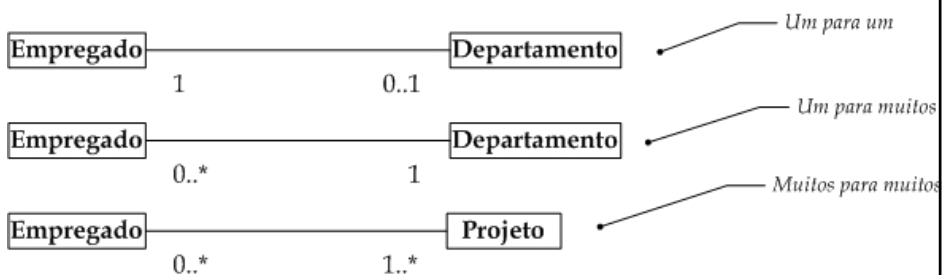 Um para um
Empregado Departamento
1 0..1
Um para muitos
Empregado Departamento
0..* 1
Muitos para muitos
Empregado Projeto
0..* 1..*